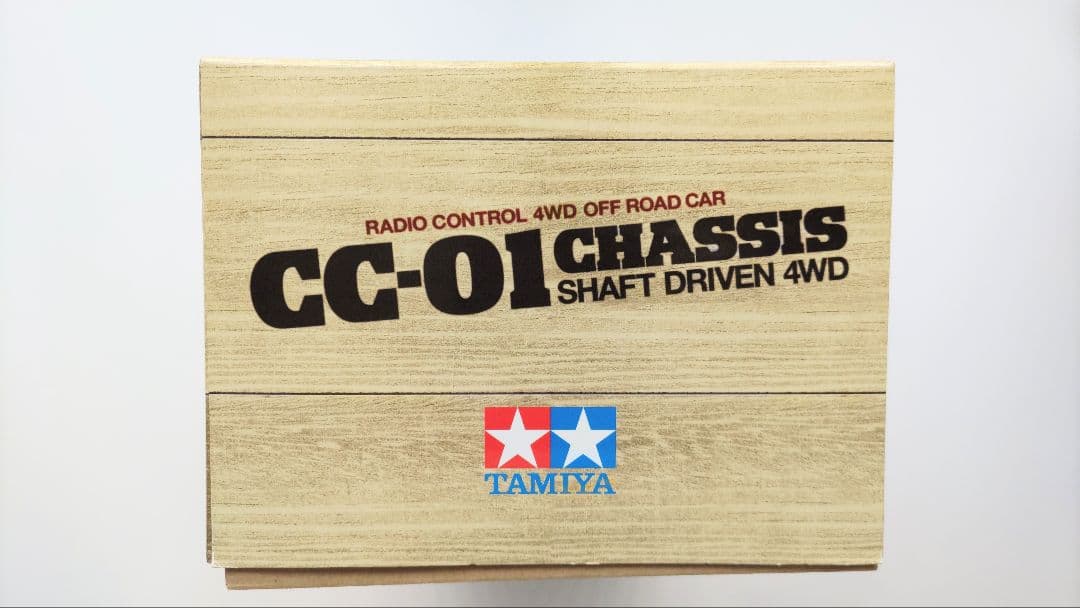 RADIO CONTROL 4WD OFF ROAD CAR
CC-01 CHASSIS
SHAFT DRIVEN 4WD
TAMIYA